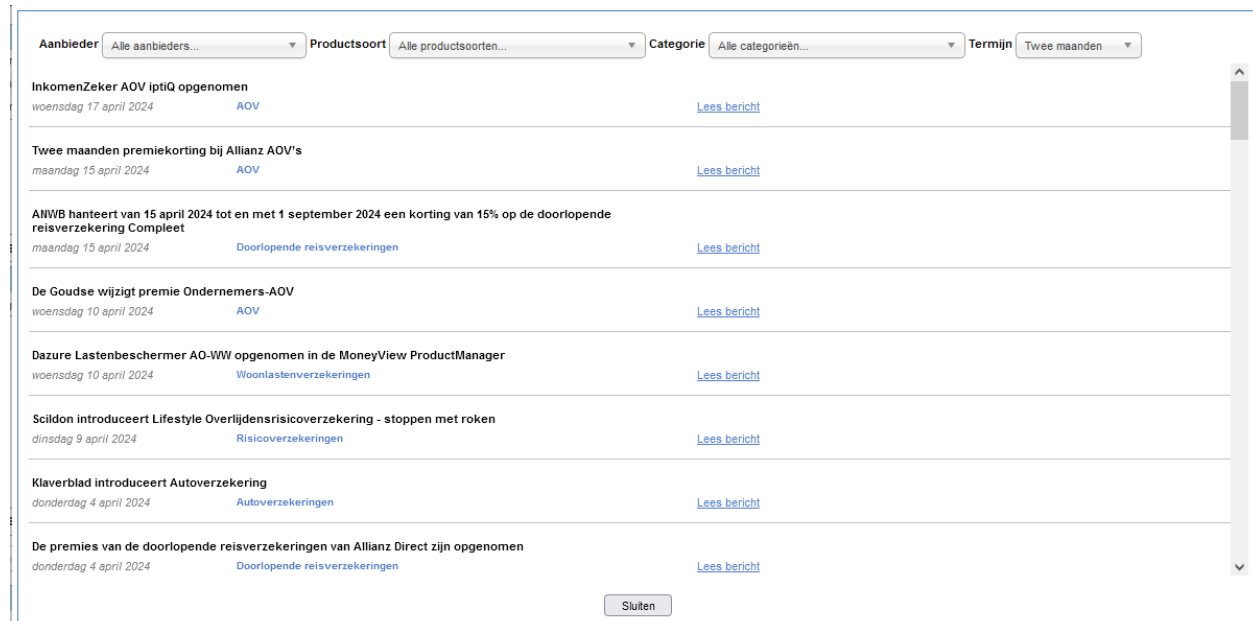 Aanbieder Alle aanbieders... Productsoort Alle productsoorten... Categorie Alle categorieën... Termijn Twee maanden
InkomenZeker AOV iptiQ opgenomen
woensdag 17 april 2024 AOV Lees bericht
Twee maanden premiekorting bij Allianz AOV's
maandag 15 april 2024 AOV Lees bericht
ANWB hanteert van 15 april 2024 tot en met 1 september 2024 een korting van 15% op de doorlopende
reisverzekering Compleet
maandag 15 april 2024 Doorlopende reisverzekeringen Lees bericht
De Goudse wijzigt premie Ondernemers-AOV
woensdag 10 april 2024 AOV Lees bericht
Dazure Lastenbeschermer AO-WW opgenomen in de MoneyView ProductManager
woensdag 10 april 2024 Woonlastenverzekeringen Lees bericht
Scildon introduceert Lifestyle Overlijdensrisicoverzekering - stoppen met roken
dinsdag 9 april 2024 Risicoverzekeringen Lees bericht
Klaverblad introduceert Autoverzekering
donderdag 4 april 2024 Autoverzekeringen Lees bericht
De premies van de doorlopende reisverzekeringen van Allianz Direct zijn opgenomen
donderdag 4 april 2024 Doorlopende reisverzekeringen Lees bericht
Sluiten